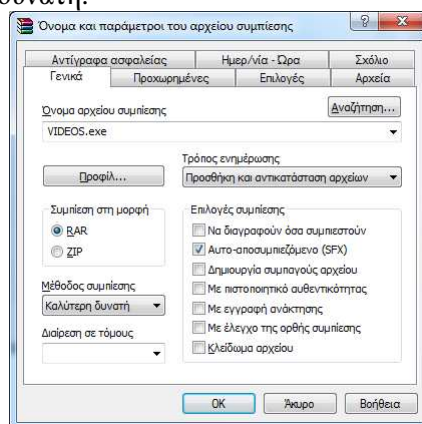 δυνατή.
Όνομα και παράμετροι του αρχείου συμπίεσης
Αντίγραφα ασφαλείας Ημερ/νία - Ώρα Σχόλιο
Γενικά Προχωρημένες Επιλογές Αρχεία
Όνομα αρχείου συμπίεσης
Αναζήτηση...
VIDEOS.exe
Τρόπος ενημέρωσης
Προφίλ...
Προσθήκη και αντικατάσταση αρχείων
Συμπίεση στη μορφή
RAR
ZIP
Μέθοδος συμπίεσης
Καλύτερη δυνατή
Διαίρεση σε τόμους
Επιλογές συμπίεσης
Να διαγραφούν όσα συμπιεστούν
Αυτο-αποσυμπιεζόμενο (SFX)
Δημιουργία συμπαγούς αρχείου
Με πιστοποιητικό αυθεντικότητας
Με εγγραφή ανάκτησης
Με έλεγχο της ορθής συμπίεσης
Κλείδωμα αρχείου
OK Άκυρο Βοήθεια